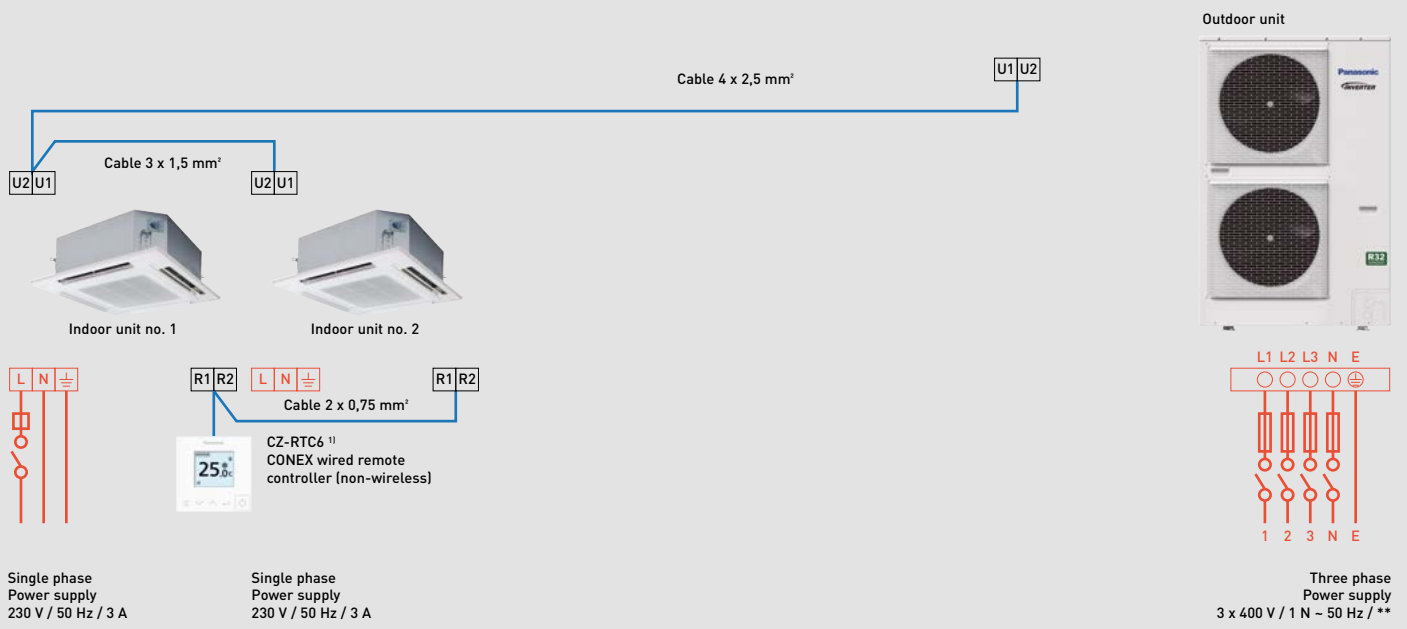 Outdoor unit
Panasonic
INVERTER
R32
Cable 4 x 2,5 mm²
U1 U2
Cable 3 x 1,5 mm²
U2 U1
U2 U1
Indoor unit no. 1
Indoor unit no. 2
L N
R1 R2
L N
R1 R2
Cable 2 x 0,75 mm²
Panasonic
25.0c
CZ-RTC6 ¹⁾
CONEX wired remote
controller (non-wireless)
L1 L2 L3 N E
1 2 3 N E
Single phase
Power supply
230 V / 50 Hz / 3 A
Single phase
Power supply
230 V / 50 Hz / 3 A
Three phase
Power supply
3 x 400 V / 1 N ~ 50 Hz / **